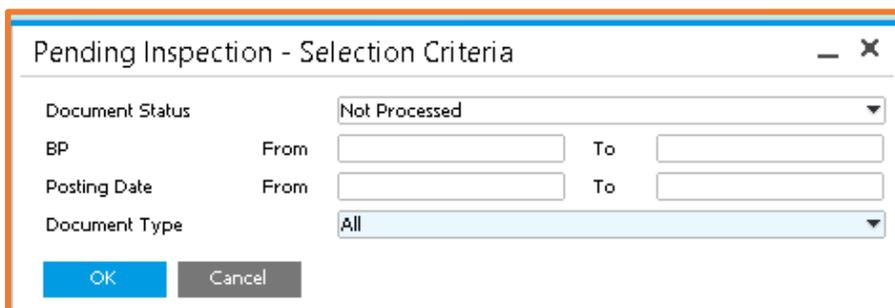 Pending Inspection - Selection Criteria
Document Status Not Processed
BP From To
Posting Date From To
Document Type All
OK Cancel